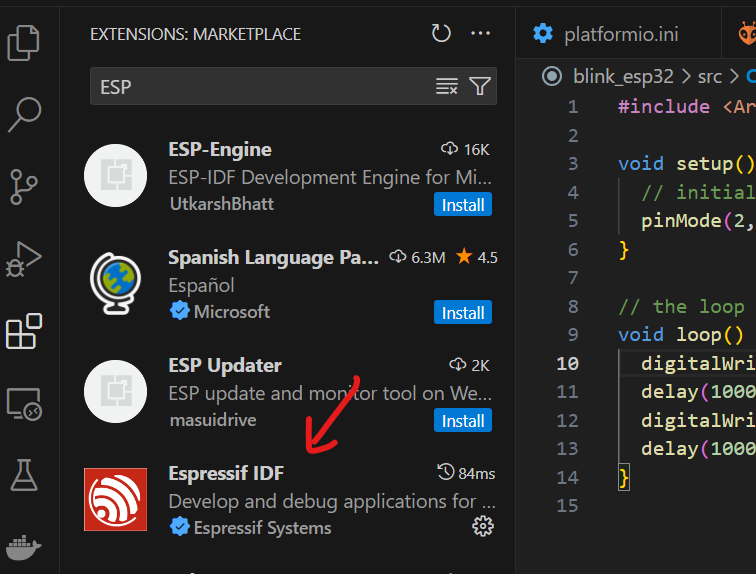 EXTENSIONS: MARKETPLACE
ESP
ESP-Engine 16K
ESP-IDF Development Engine for Mi...
UtkarshBhatt Install
Spanish Language Pa... 6.3M 4.5
Español
Microsoft Install
ESP Updater 2K
ESP update and monitor tool on We...
masuidrive Install
Espressif IDF 84ms
Develop and debug applications for ...
Espressif Systems
platformio.ini
blink_esp32 > src >
1 #include <Ar
2
3 void setup()
4 // initial
5 pinMode(2,
6 }
7
8 // the loop
9 void loop()
10 digitalWri
11 delay(1000
12 digitalWri
13 delay(1000
14 }
15